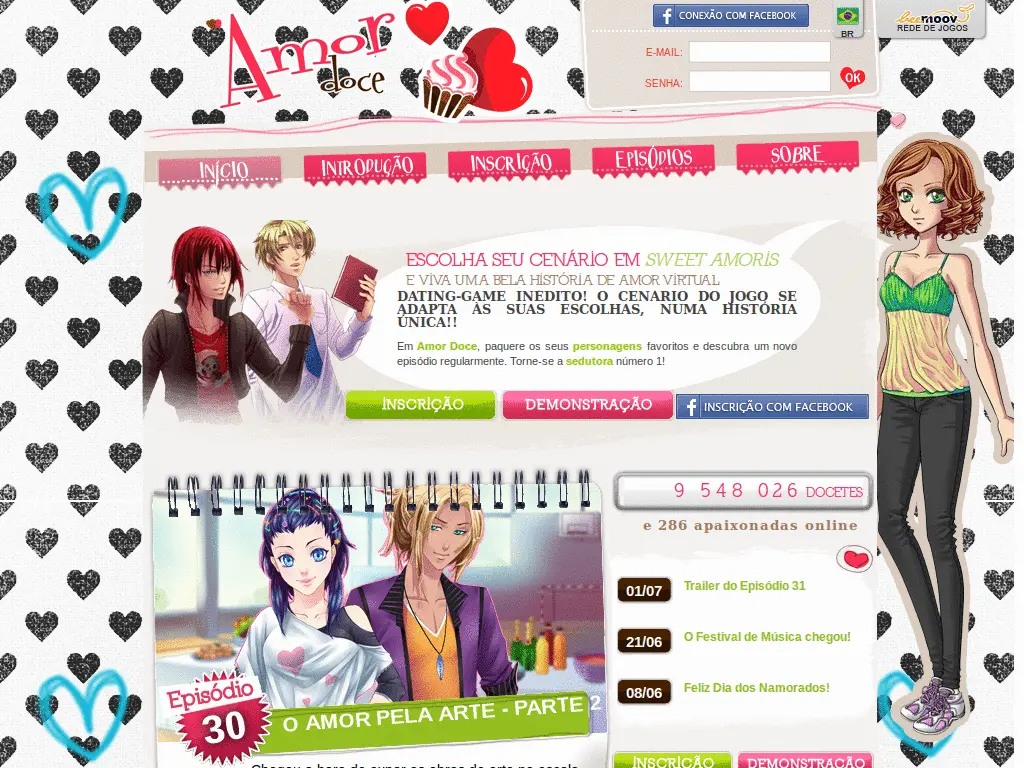 Amor
doce
CONEXÃO COM FACEBOOK
BR
beemoov
REDE DE JOGOS
E-MAIL:
SENHA:
OK
INÍCIO
INTRODUÇÃO
INSCRIÇÃO
EPISÓDIOS
SOBRE
ESCOLHA SEU CENÁRIO EM SWEET AMORIS
E VIVA UMA BELA HISTÓRIA DE AMOR VIRTUAL
DATING-GAME INEDITO! O CENARIO DO JOGO SE
ADAPTA ÀS SUAS ESCOLHAS, NUMA HISTÓRIA
ÚNICA!!
Em Amor Doce, paquere os seus personagens favoritos e descubra um novo
episódio regularmente. Torne-se a sedutora número 1!
INSCRIÇÃO
DEMONSTRAÇÃO
INSCRIÇÃO COM FACEBOOK
9 548 026 DOCETES
e 286 apaixonadas online
01/07 Trailer do Episódio 31
21/06 O Festival de Música chegou!
08/06 Feliz Dia dos Namorados!
Episódio
30
O AMOR PELA ARTE - PARTE 2
INSCRIÇÃO
DEMONSTRAÇÃO